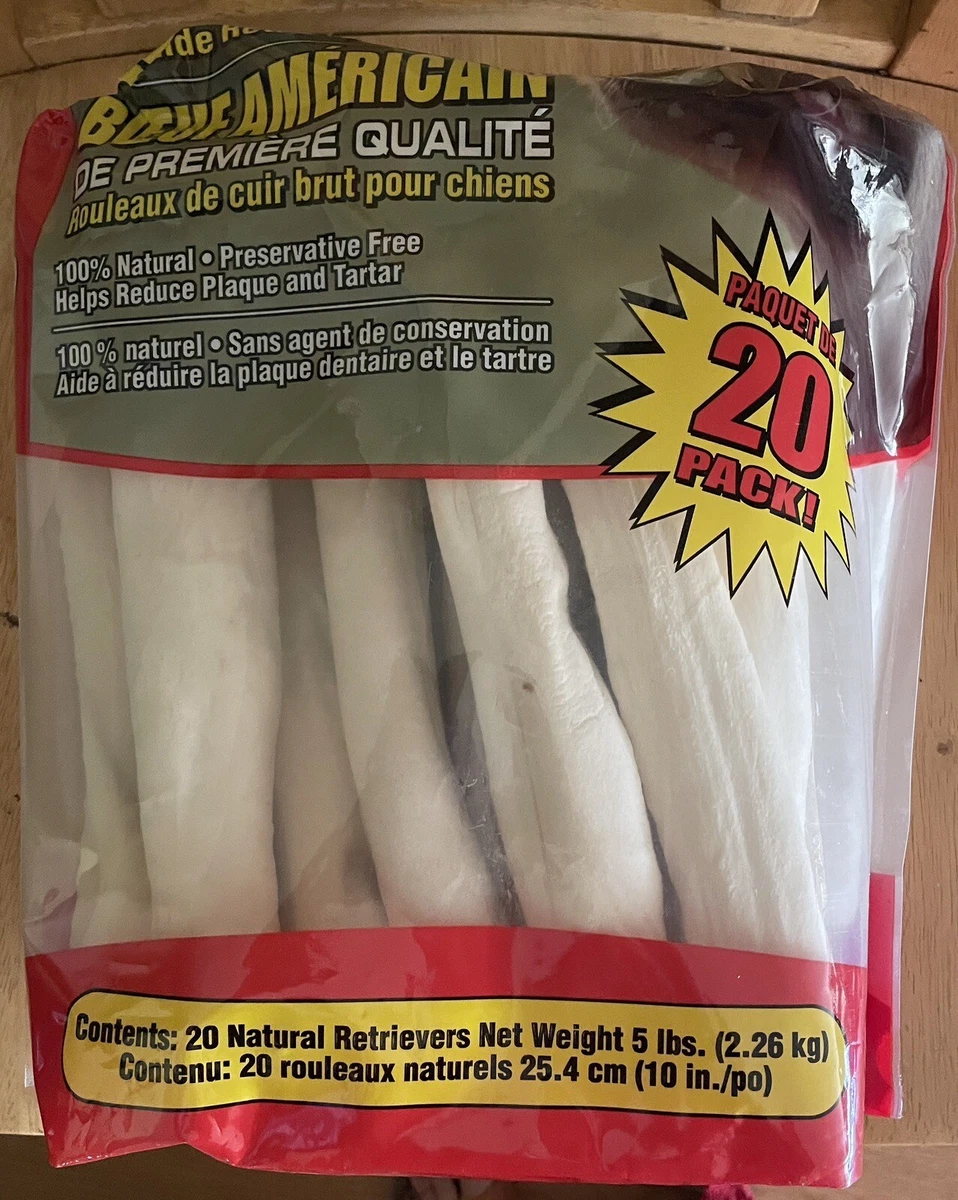 de
BŒUF AMÉRICAIN
DE PREMIÈRE QUALITÉ
Rouleaux de cuir brut pour chiens
100% Natural • Preservative Free
Helps Reduce Plaque and Tartar
100 % naturel • Sans agent de conservation
Aide à réduire la plaque dentaire et le tartre
PAQUET DE
20
PACK!
Contents: 20 Natural Retrievers Net Weight 5 lbs. (2.26 kg)
Contenu: 20 rouleaux naturels 25.4 cm (10 in./po)